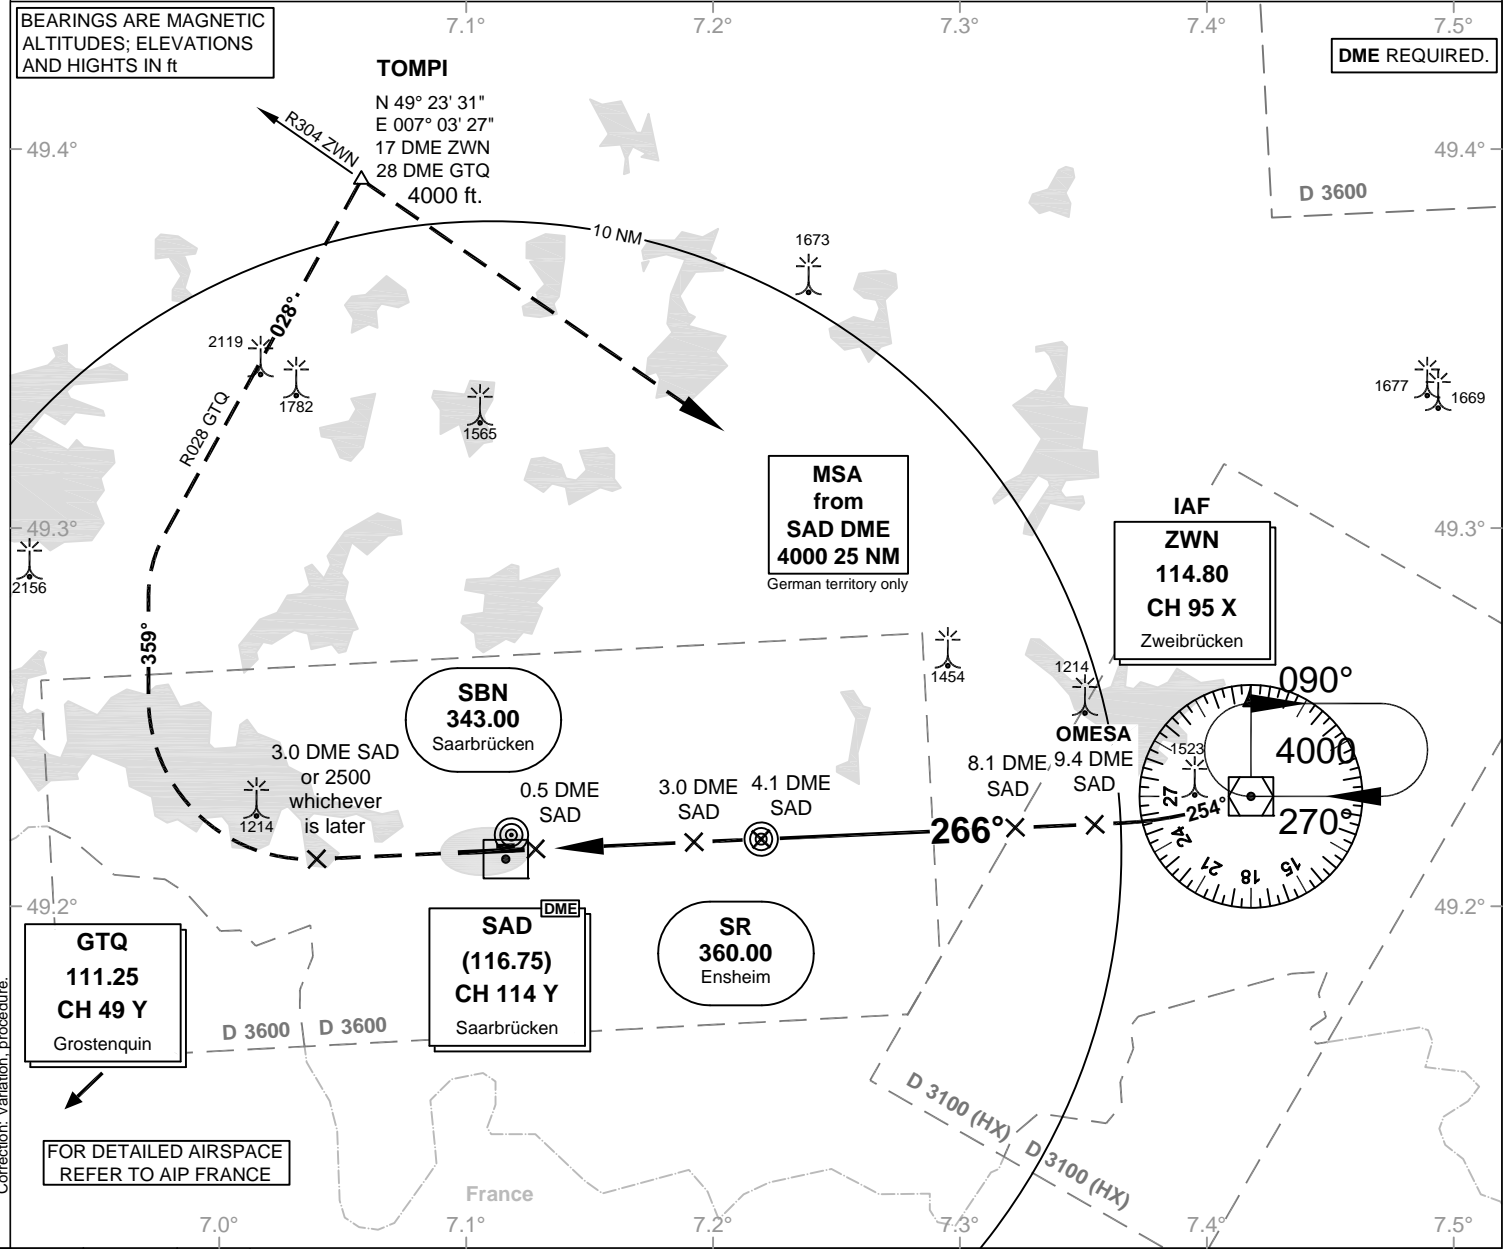 BEARINGS ARE MAGNETIC
ALTITUDES; ELEVATIONS
AND HIGHTS IN ft
7.1°
7.2°
7.3°
7.4°
7.5°
DME REQUIRED.
TOMPI
N 49° 23' 31"
E 007° 03' 27"
17 DME ZWN
28 DME GTQ
4000 ft.
R304 ZWN
49.4°
49.4°
D 3600
10 NM
1673
028°
2119
1782
1565
1677
1669
R028 GTQ
MSA
from
SAD DME
4000 25 NM
German territory only
49.3°
49.3°
2156
IAF
ZWN
114.80
CH 95 X
Zweibrücken
359°
SBN
343.00
Saarbrücken
1454
1214
090°
OMESA
9.4 DME
SAD
8.1 DME
SAD
1523
4000
3.0 DME SAD
or 2500
whichever
is later
1214
0.5 DME
SAD
3.0 DME
SAD
4.1 DME
SAD
266°
254°
270°
27
24
21
18
15
49.2°
49.2°
GTQ
111.25
CH 49 Y
Grostenquin
DME
SAD
(116.75)
CH 114 Y
Saarbrücken
SR
360.00
Ensheim
D 3600
D 3600
D 3100 (HX)
D 3100 (HX)
FOR DETAILED AIRSPACE
REFER TO AIP FRANCE
France
Correction: Variation, procedure.
7.0°
7.1°
7.2°
7.3°
7.4°
7.5°